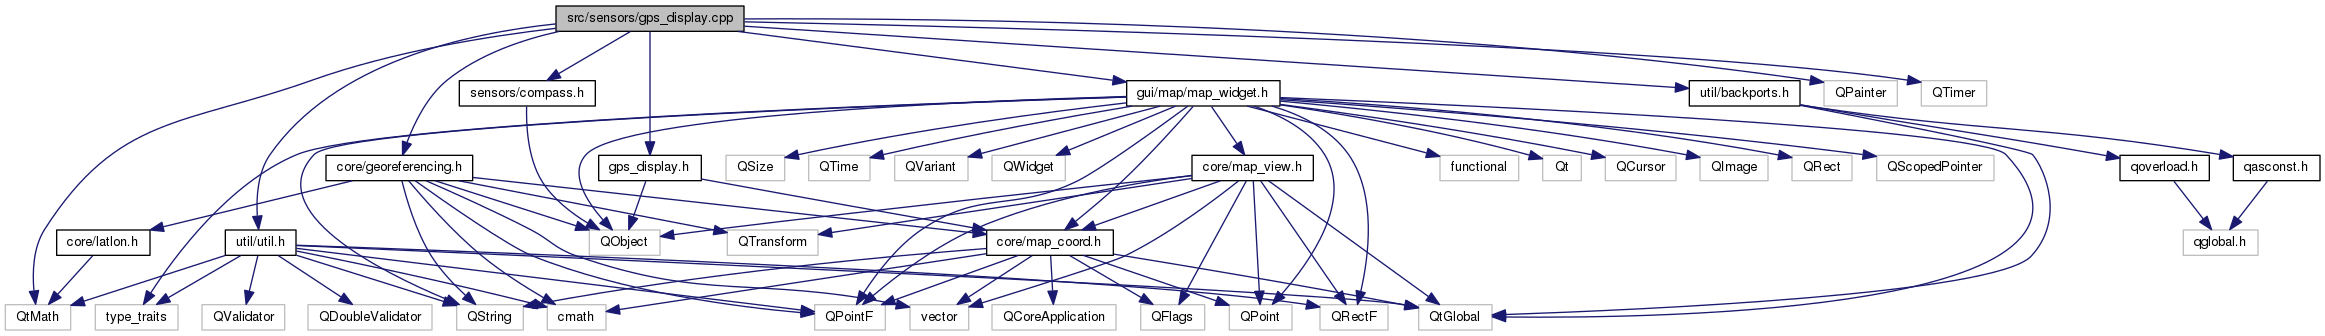 src/sensors/gps_display.cpp
sensors/compass.h
gui/map/map_widget.h
util/backports.h
QPainter
QTimer
core/georeferencing.h
gps_display.h
QSize
QTime
QVariant
QWidget
core/map_view.h
functional
Qt
QCursor
QImage
QRect
QScopedPointer
qoverload.h
qasconst.h
core/latlon.h
util/util.h
QObject
QTransform
core/map_coord.h
qglobal.h
QtMath
type_traits
QValidator
QDoubleValidator
QString
cmath
QPointF
vector
QCoreApplication
QFlags
QPoint
QRectF
QtGlobal